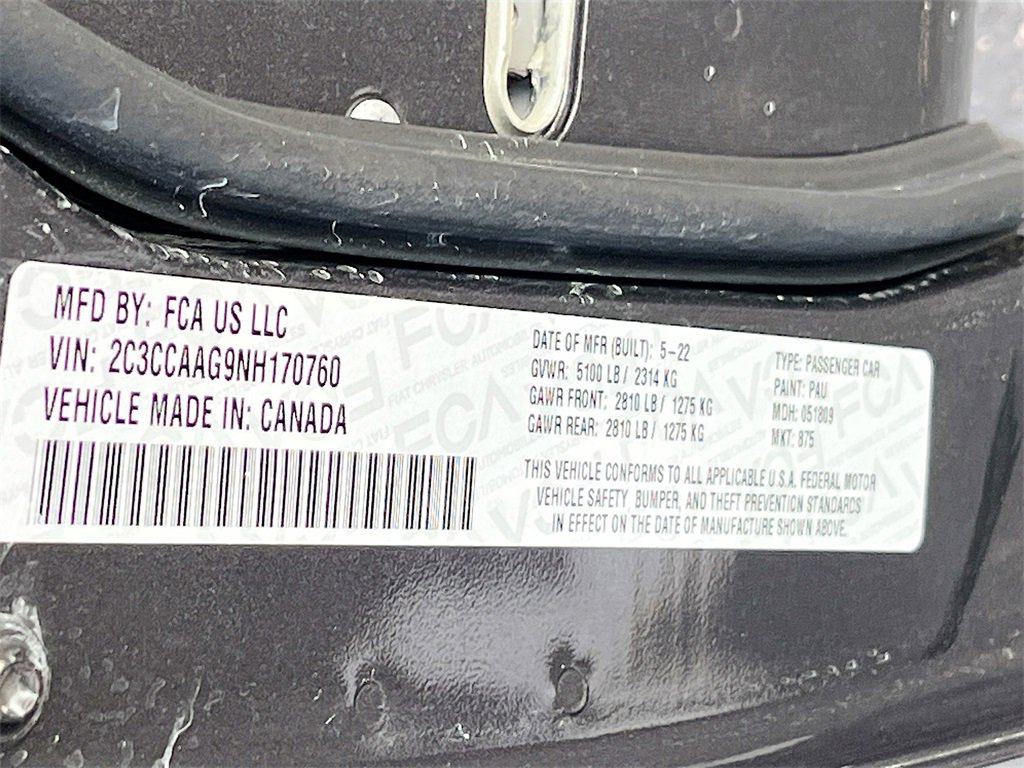 MFD BY: FCA US LLC
VIN: 2C3CCAAG9NH170760
VEHICLE MADE IN: CANADA
DATE OF MFR (BUILT): 5-22
GVWR: 5100 LB / 2314 KG
GAWR FRONT: 2810 LB / 1275 KG
GAWR REAR: 2810 LB / 1275 KG
TYPE: PASSENGER CAR
PAINT: PAU
MDH: 051809
MKT: 875
THIS VEHICLE CONFORMS TO ALL APPLICABLE U.S.A. FEDERAL MOTOR
VEHICLE SAFETY, BUMPER, AND THEFT PREVENTION STANDARDS
IN EFFECT ON THE DATE OF MANUFACTURE SHOWN ABOVE.